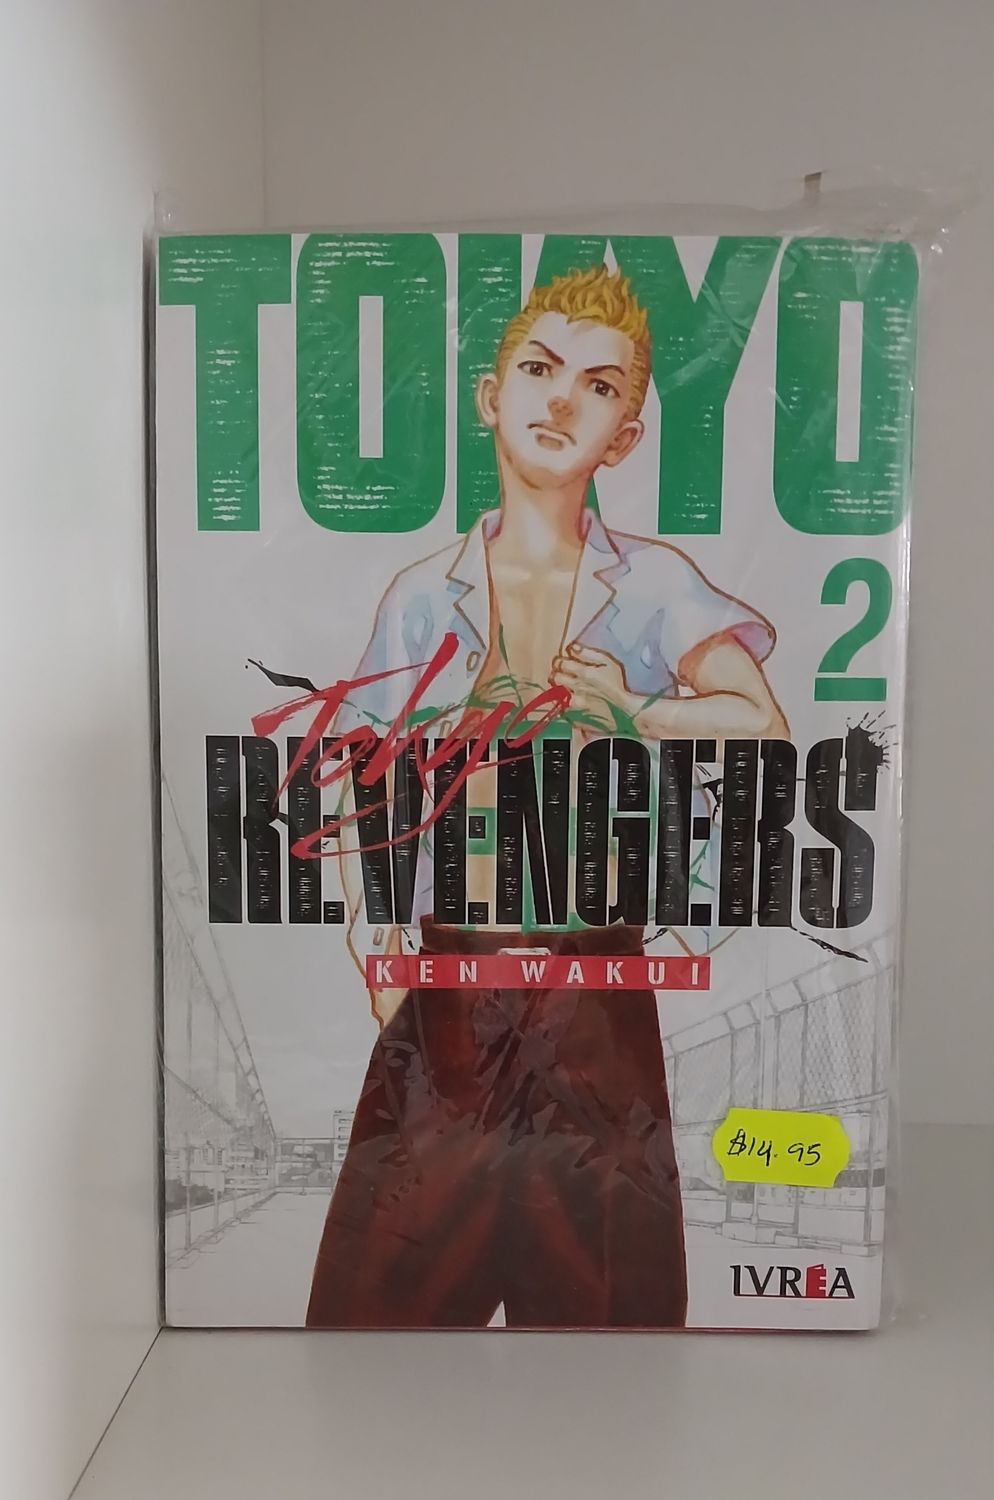 TOKYO
2
Tokyo
REVENGERS
KEN WAKUI
$14.95
IVREA